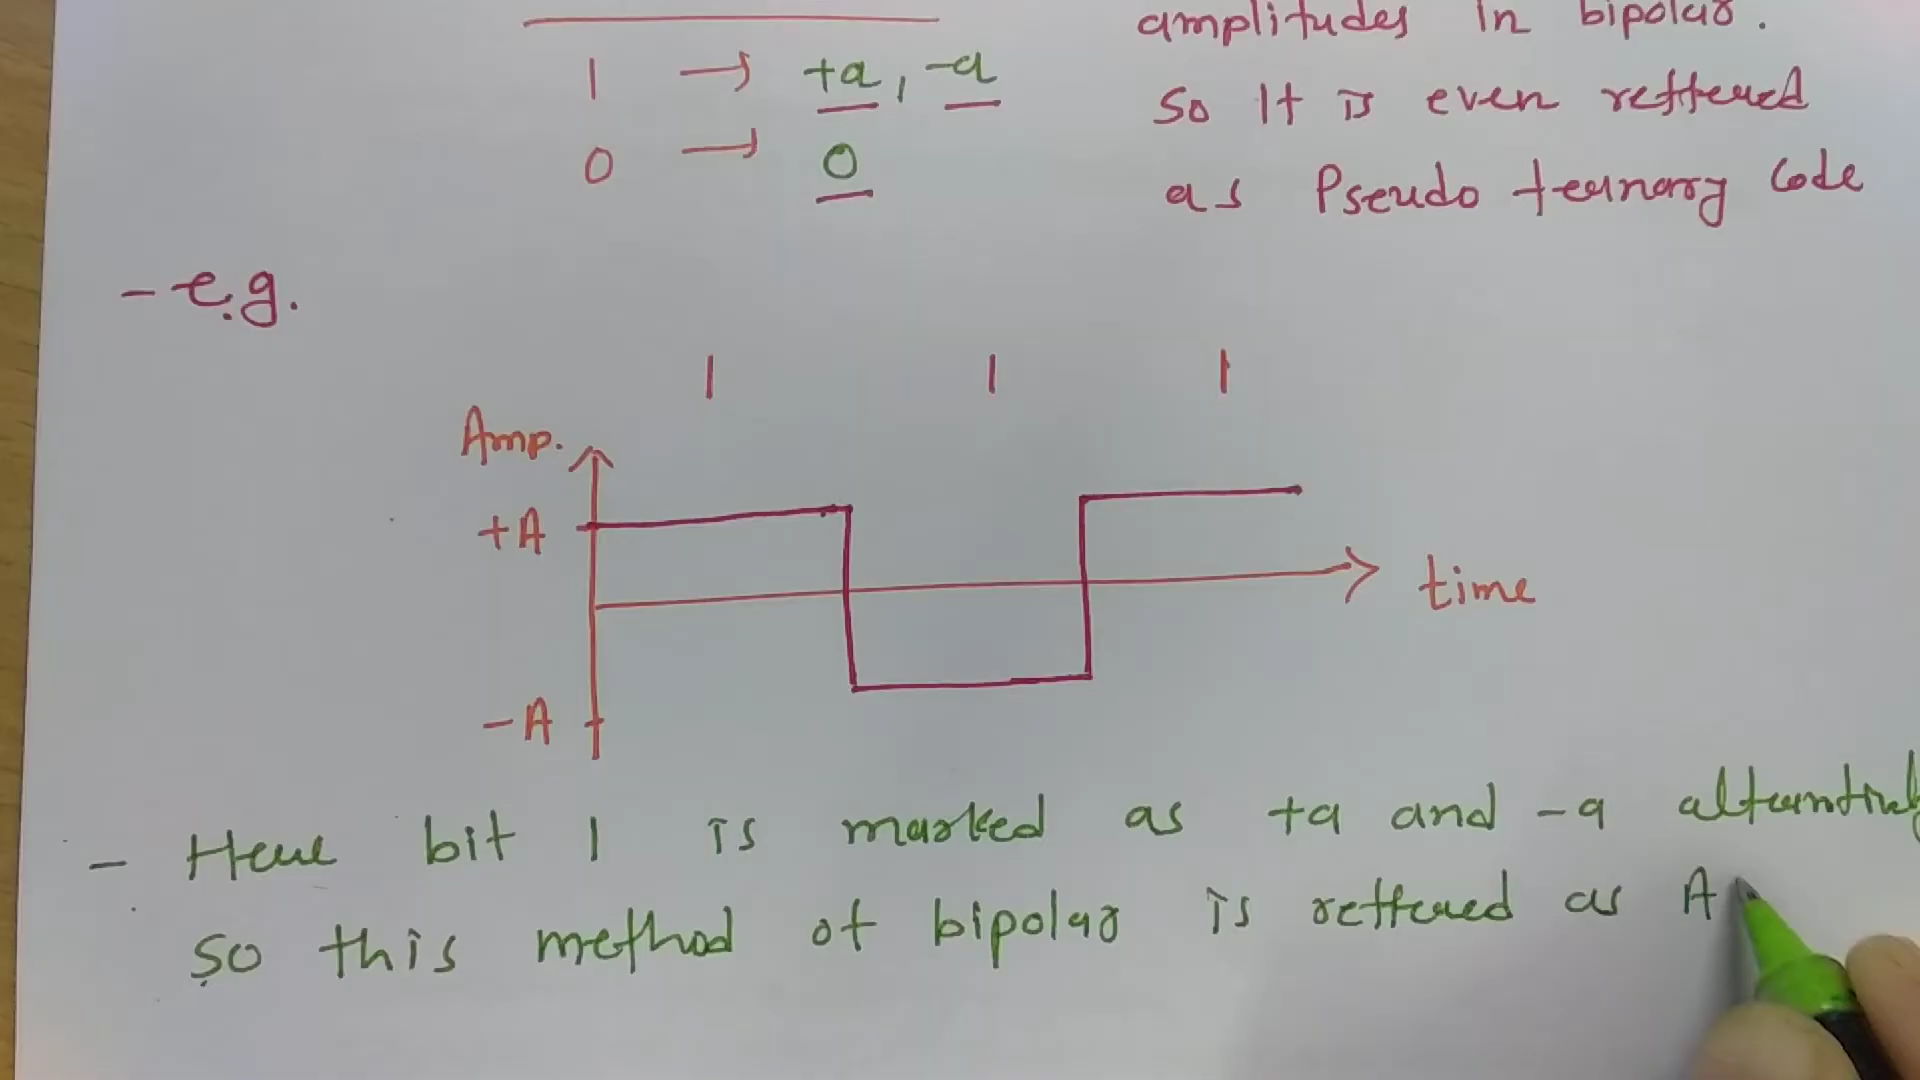 amplitudes in bipolar.
1 → +a, -a
so It is even reffered
0 → 0
as Pseudo ternary code
- e.g.
1 1 1
Amp.
+A
time
-A
- Here bit 1 is marked as +a and -a
so this method of bipolar is reffered as A